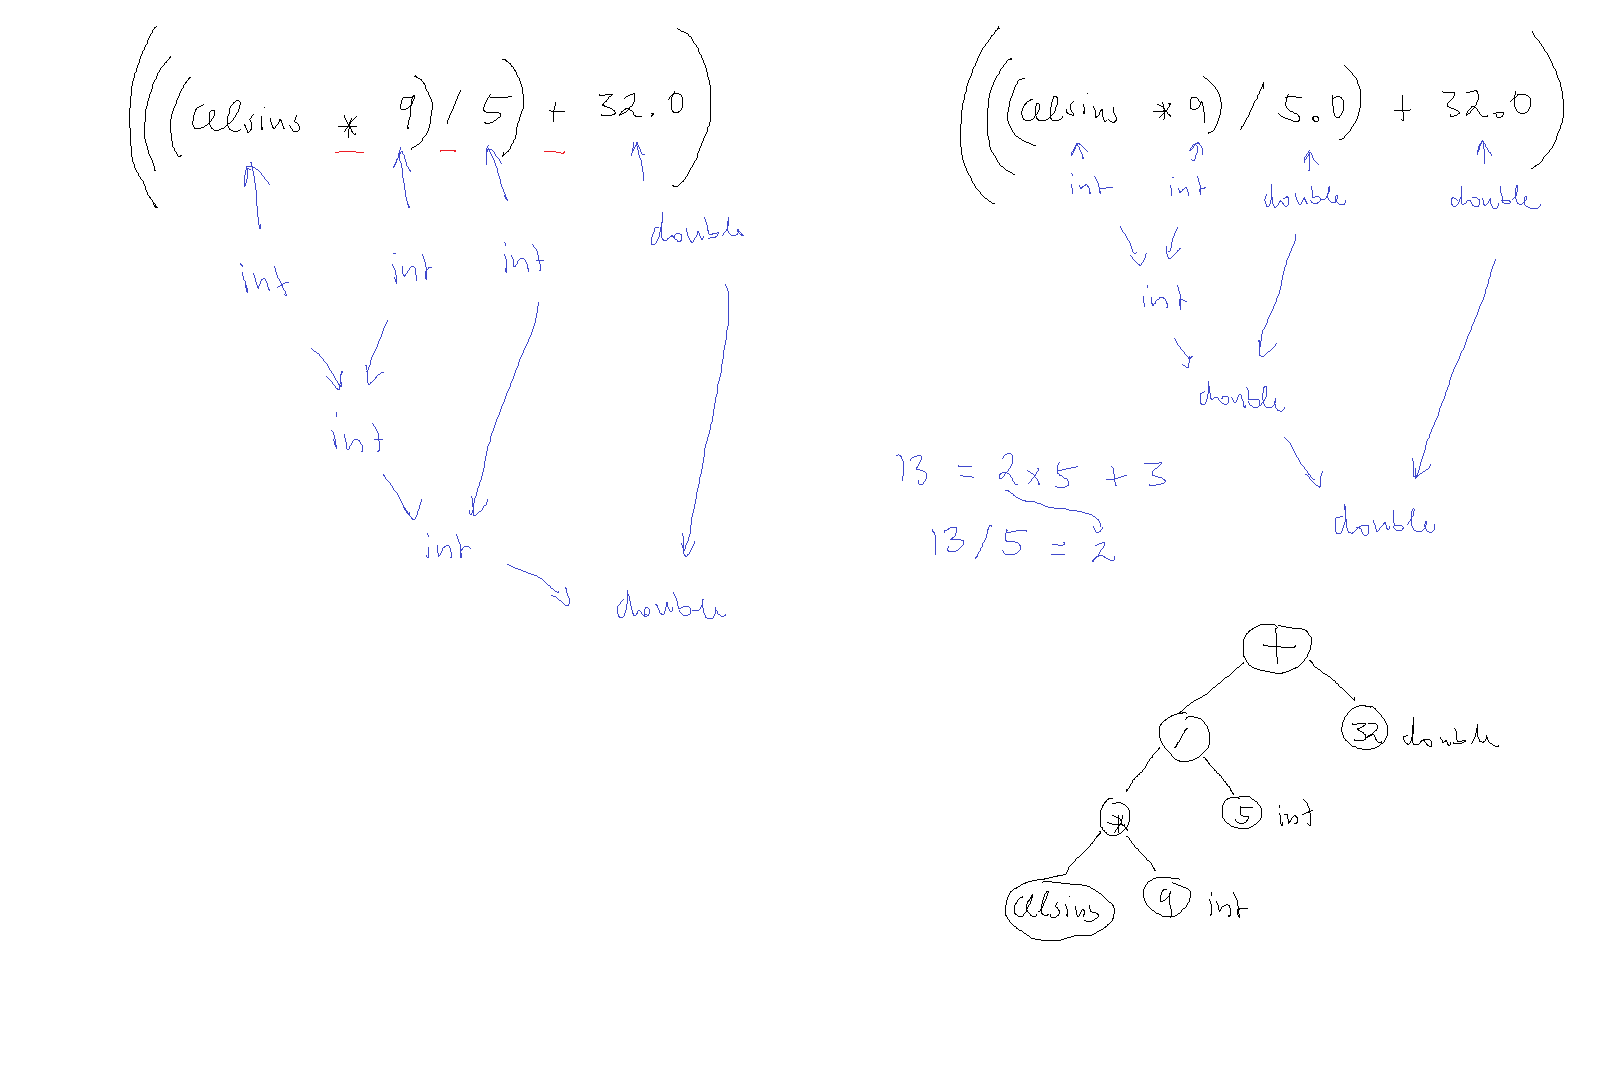 (((celsius * 9) / 5) + 32.0)
int int int double
int
int
double
(((celsius * 9) / 5.0) + 32.0)
int int double double
int
double
double
13 = 2 x 5 + 3
13 / 5 = 2
+
/ 32 double
* 5 int
celsius 9 int